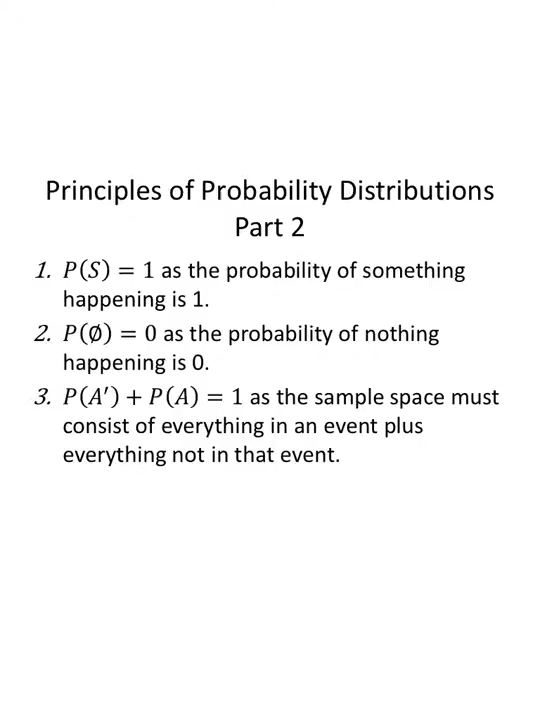 Principles of Probability Distributions
Part 2
1. P(S) = 1 as the probability of something
happening is 1.
2. P(∅) = 0 as the probability of nothing
happening is 0.
3. P(A′) + P(A) = 1 as the sample space must
consist of everything in an event plus
everything not in that event.